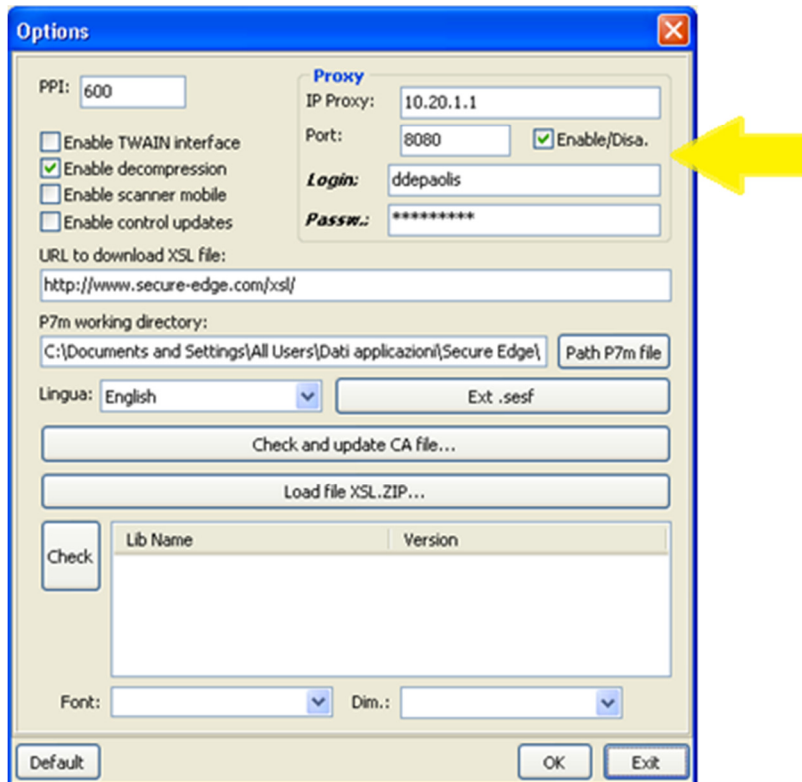 Options
PPI: 600
Proxy
IP Proxy: 10.20.1.1
Port: 8080 Enable/Disa.
Login: ddepaolis
Passw.: *********
Enable TWAIN interface
Enable decompression
Enable scanner mobile
Enable control updates
URL to download XSL file:
http://www.secure-edge.com/xsl/
P7m working directory:
C:\Documents and Settings\All Users\Dati applicazioni\Secure Edge\ Path P7m file
Lingua: English Ext .sesf
Check and update CA file...
Load file XSL.ZIP...
Check Lib Name Version
Font: Dim.:
Default OK Exit